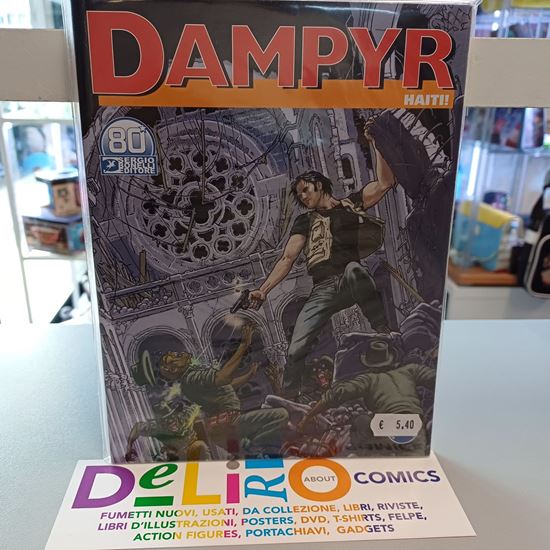 DAMPYR
HAITI!
80
SERGIO
BONELLI
EDITORE
€ 5.40
DeLiRiO ABOUT COMICS
FUMETTI NUOVI, USATI, DA COLLEZIONE, LIBRI, RIVISTE,
LIBRI D'ILLUSTRAZIONI, POSTERS, DVD, T-SHIRTS, FELPE,
ACTION FIGURES, PORTACHIAVI, GADGETS